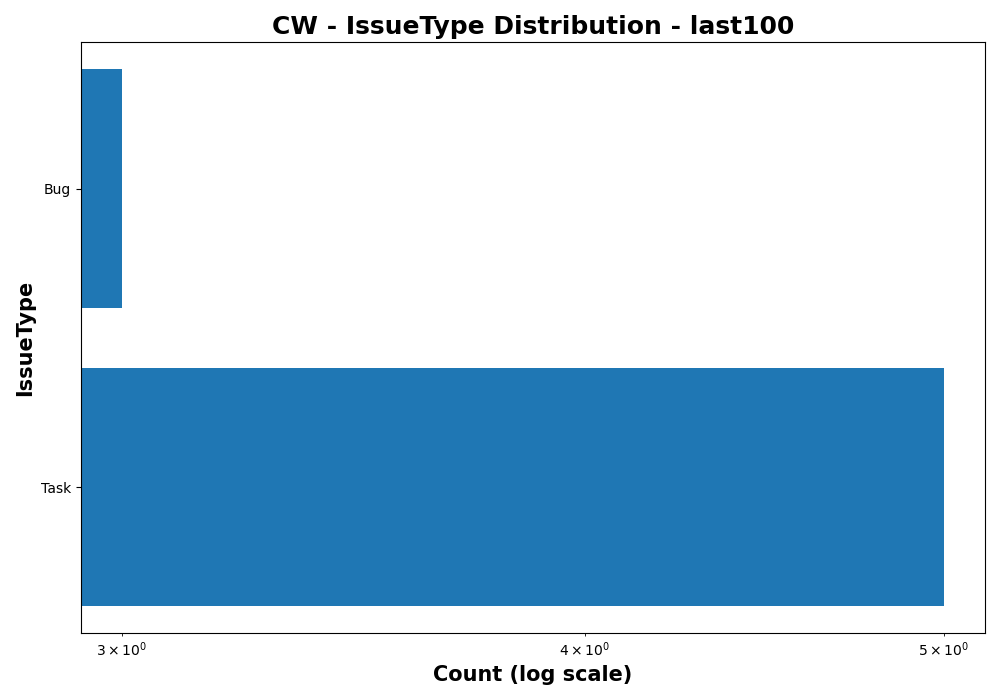 CW - IssueType Distribution - last100
Bug
Task
IssueType
3 × 10⁰
4 × 10⁰
5 × 10⁰
Count (log scale)